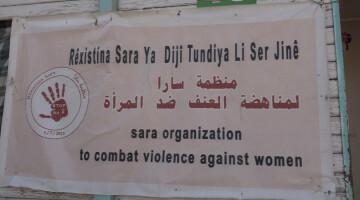 Rêxistina Sara Ya Dijî Tundiya Li Ser Jinê
منظمة سارا
لمناهضة العنف ضد المرأة
sara organization
to combat violence against women
STOP